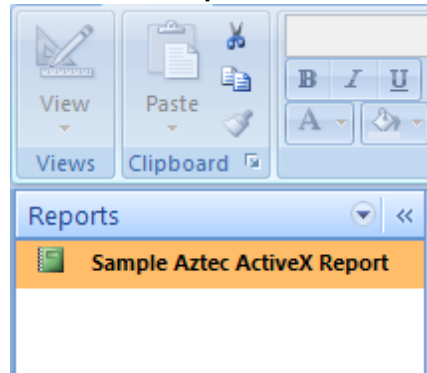 B I U
View
Paste
A
Views
Clipboard
Reports
Sample Aztec ActiveX Report